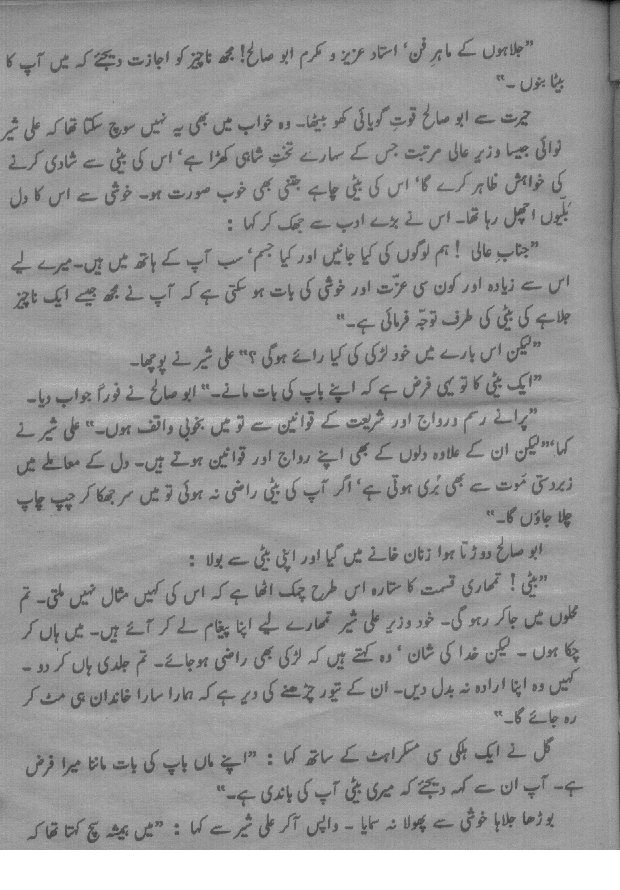 ”جلاہوں کے ماہرِ فن‘ استاد عزیز و مکرم ابو صالح! مجھ ناچیز کو اجازت دیجئے کہ میں آپ کا
بیٹا بنوں ۔“
حیرت سے ابو صالح قوتِ گویائی کھو بیٹھا۔ وہ خواب میں بھی یہ نہیں سوچ سکتا تھا کہ علی شیر
نوائی جیسا وزیر عالی مرتبت جس کے سہارے تختِ شاہی کھڑا ہے‘ اس کی بیٹی سے شادی کرنے
کی خواہش ظاہر کرے گا‘ اس کی بیٹی چاہے جتنی بھی خوب صورت ہو۔ خوشی سے اس کا دل
بلّیوں اچھل رہا تھا۔ اس نے بڑے ادب سے جھک کر کہا :
”جنابِ عالی ! ہم لوگوں کی کیا جانیں اور کیا جسم‘ سب آپ کے ہاتھ میں ہیں۔میرے لیے
اس سے زیادہ اور کون سی عزّت اور خوشی کی بات ہو سکتی ہے کہ آپ نے مجھ جیسے ایک ناچیز
جلاہے کی بیٹی کی طرف توجّہ فرمائی ہے۔“
”لیکن اس بارے میں خود لڑکی کی کیا رائے ہوگی ؟“ علی شیر نے پوچھا۔
”ایک بیٹی کا تو یہی فرض ہے کہ اپنے باپ کی بات مانے۔“ ابو صالح نے فوراً جواب دیا۔
”پرانے رسم ورواج اور شریعت کے قوانین سے تو میں بخوبی واقف ہوں۔“ علی شیر نے
کہا‘”لیکن ان کے علاوہ دلوں کے بھی اپنے رواج اور قوانین ہوتے ہیں۔ دل کے معاملے میں
زبردستی مَوت سے بھی بُری ہوتی ہے‘ اگر آپ کی بیٹی راضی نہ ہوئی تو میں سر جھکا کر چپ چاپ
چلا جاؤں گا۔“
ابو صالح دوڑتا ہوا زنان خانے میں گیا اور اپنی بیٹی سے بولا :
”بیٹی ! تمھاری قسمت کا ستارہ اس طرح چمک اٹھا ہے کہ اس کی کہیں مثال نہیں ملتی۔ تم
محلوں میں جاکر رہو گی۔ خود وزیر علی شیر تمھارے لیے اپنا پیغام لے کر آئے ہیں۔ میں ہاں کر
چکا ہوں ۔ لیکن خدا کی شان ‘ وہ کہتے ہیں کہ لڑکی بھی راضی ہوجائے۔ تم جلدی ہاں کر دو ۔
کہیں وہ اپنا ارادہ نہ بدل دیں۔ ان کے تیور چڑھنے کی دیر ہے کہ ہمارا سارا خاندان ہی مٹ کر
رہ جائے گا۔“
گل نے ایک ہلکی سی مسکراہٹ کے ساتھ کہا : ”اپنے ماں باپ کی بات ماننا میرا فرض
ہے۔ آپ ان سے کہہ دیجئے کہ میری بیٹی آپ کی باندی ہے۔“
بوڑھا جلاہا خوشی سے پھولا نہ سمایا ۔ واپس آکر علی شیر سے کہا : ”میں ہمیشہ سچ کہتا تھا کہ